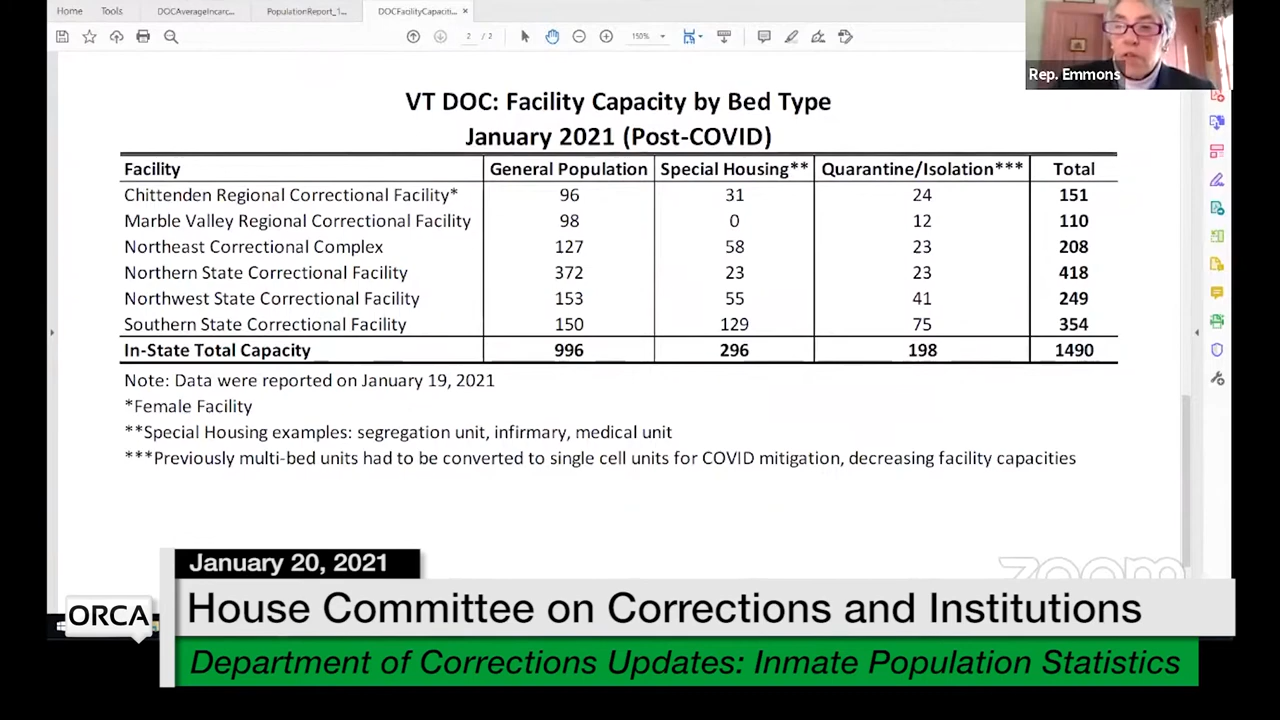 Home Tools DOCAverageIncarc... PopulationReport_1... DOCFacilityCapaciti... ×
2 / 2 150%
Rep. Emmons
VT DOC: Facility Capacity by Bed Type
January 2021 (Post-COVID)
Facility General Population Special Housing** Quarantine/Isolation*** Total
Chittenden Regional Correctional Facility* 96 31 24 151
Marble Valley Regional Correctional Facility 98 0 12 110
Northeast Correctional Complex 127 58 23 208
Northern State Correctional Facility 372 23 23 418
Northwest State Correctional Facility 153 55 41 249
Southern State Correctional Facility 150 129 75 354
In-State Total Capacity 996 296 198 1490
Note: Data were reported on January 19, 2021
*Female Facility
**Special Housing examples: segregation unit, infirmary, medical unit
***Previously multi-bed units had to be converted to single cell units for COVID mitigation, decreasing facility capacities
zoom
January 20, 2021
ORCA
House Committee on Corrections and Institutions
Department of Corrections Updates: Inmate Population Statistics